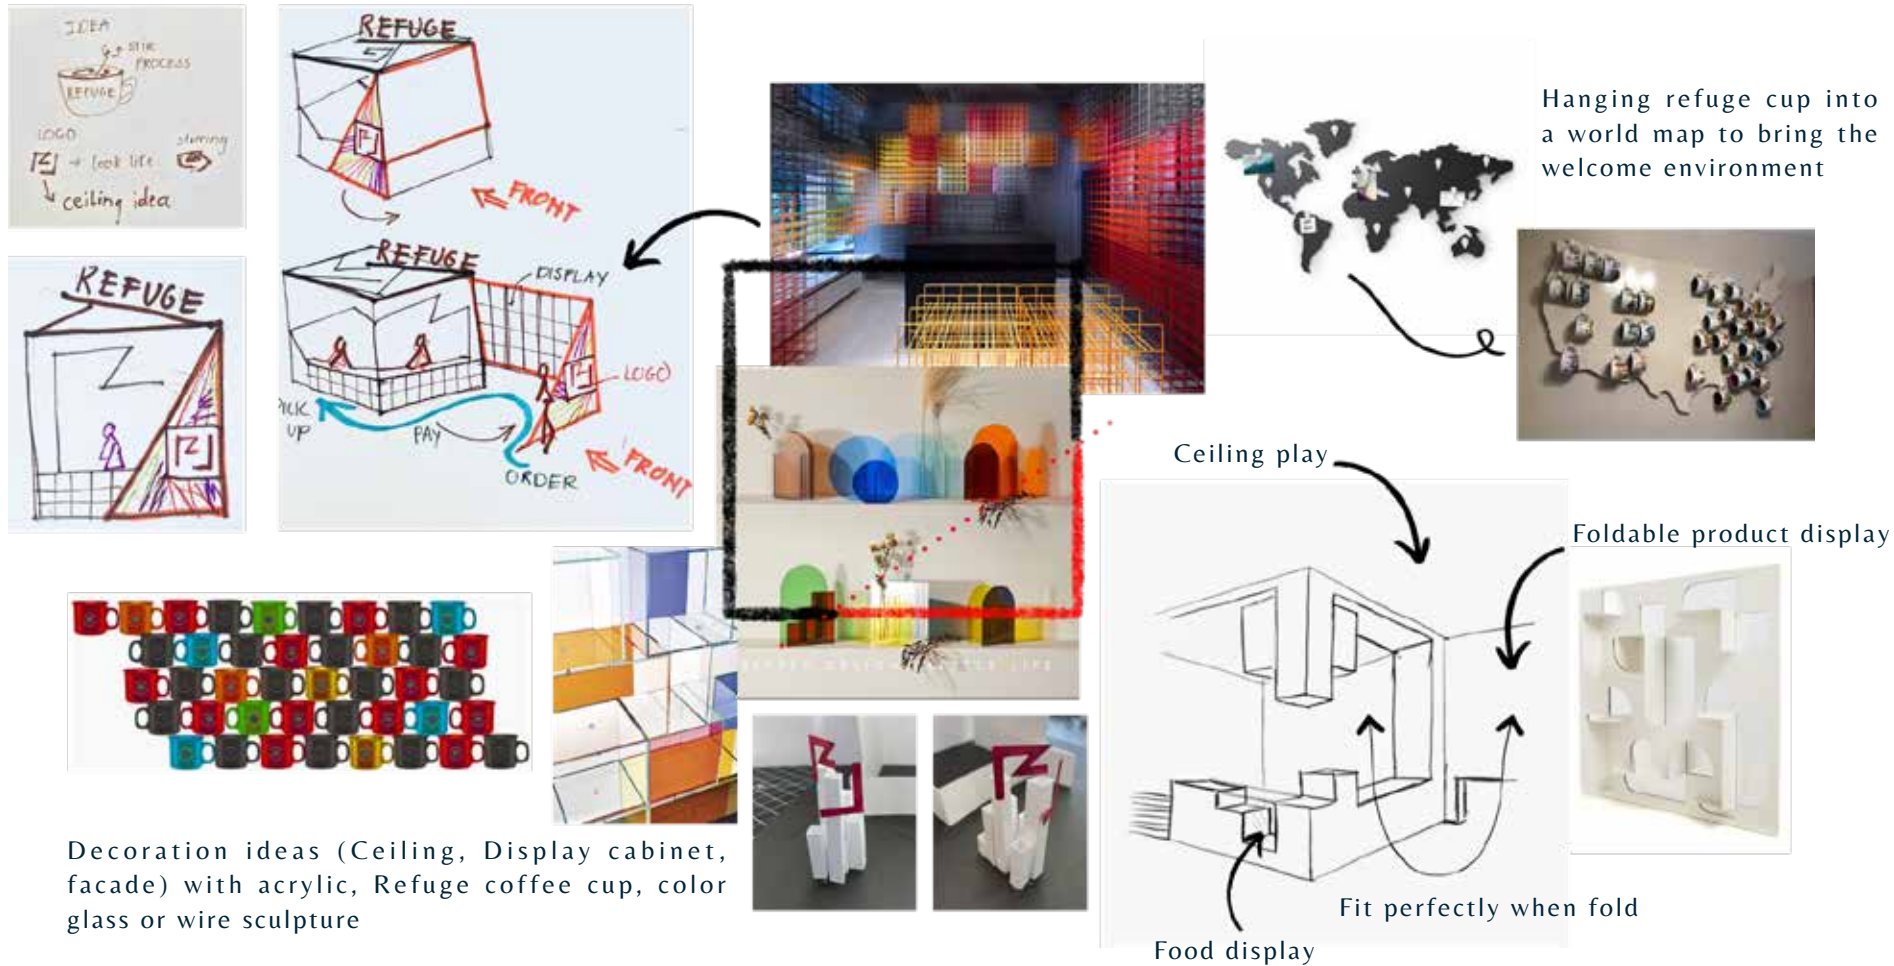 IDEA
STIR
PROCESS
REFUGE
LOGO
look like
stirring
ceiling idea
REFUGE
REFUGE
FRONT
REFUGE
DISPLAY
LOGO
PICK
UP
PAY
ORDER
FRONT
Hanging refuge cup into
a world map to bring the
welcome environment
Ceiling play
Foldable product display
Decoration ideas (Ceiling, Display cabinet,
facade) with acrylic, Refuge coffee cup, color
glass or wire sculpture
Fit perfectly when fold
Food display